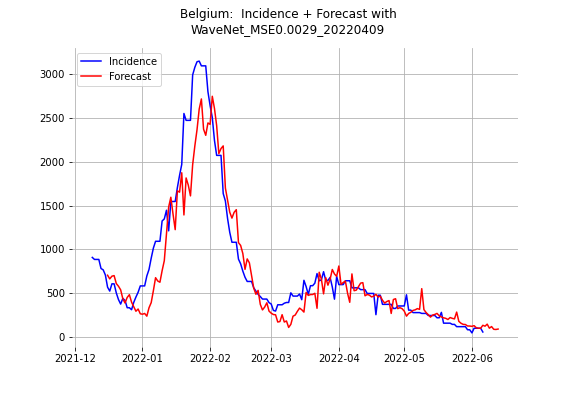 Belgium:  Incidence + Forecast with
WaveNet_MSE0.0029_20220409
Incidence
Forecast
3000
2500
2000
1500
1000
500
0
2021-12 2022-01 2022-02 2022-03 2022-04 2022-05 2022-06